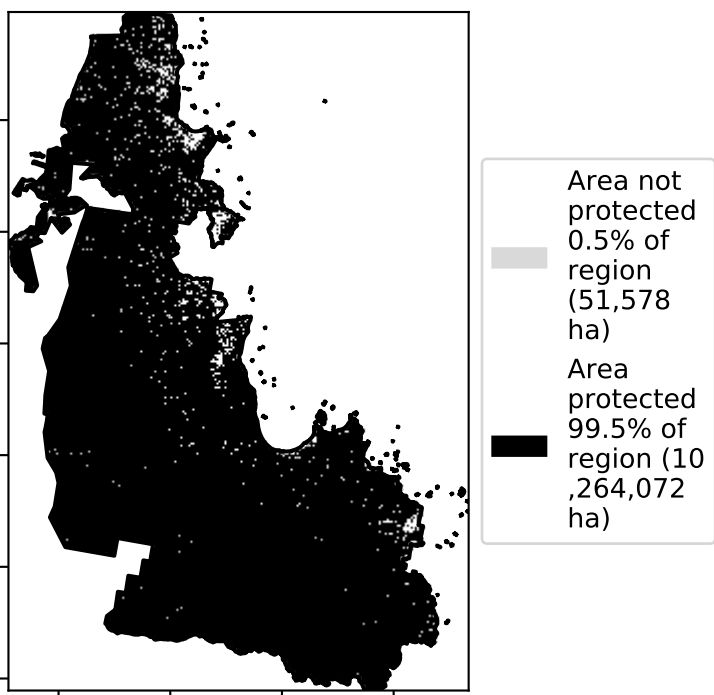 Area not
protected
0.5% of
region
(51,578
ha)
Area
protected
99.5% of
region (10
,264,072
ha)